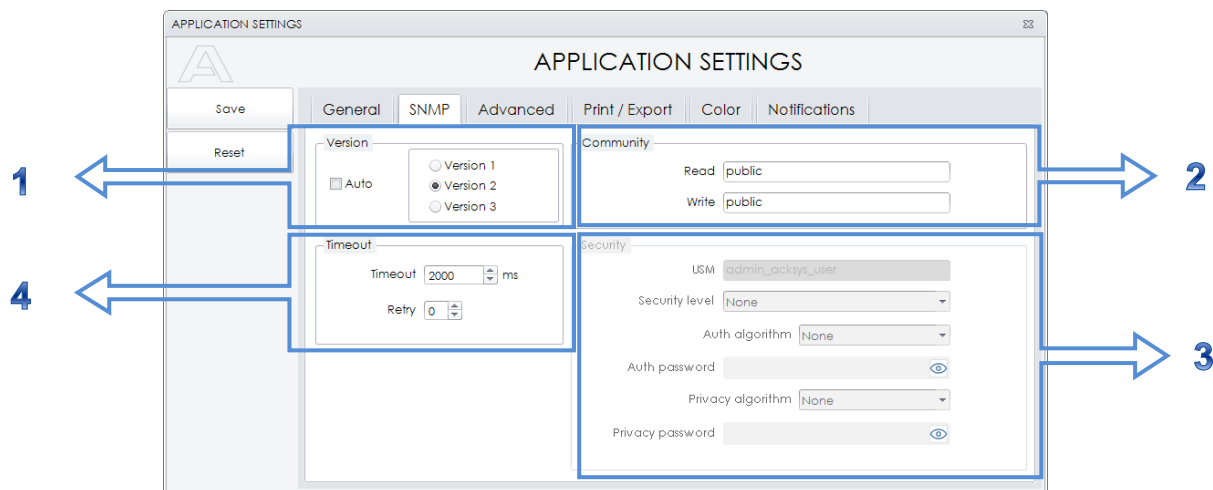 APPLICATION SETTINGS
APPLICATION SETTINGS
Save
Reset
General SNMP Advanced Print / Export Color Notifications
1
Version
Auto
Version 1
Version 2
Version 3
Community
Read public
Write public
2
4
Timeout
Timeout 2000 ms
Retry 0
Security
USM admin_acksys_user
Security level None
Auth algorithm None
Auth password
Privacy algorithm None
Privacy password
3